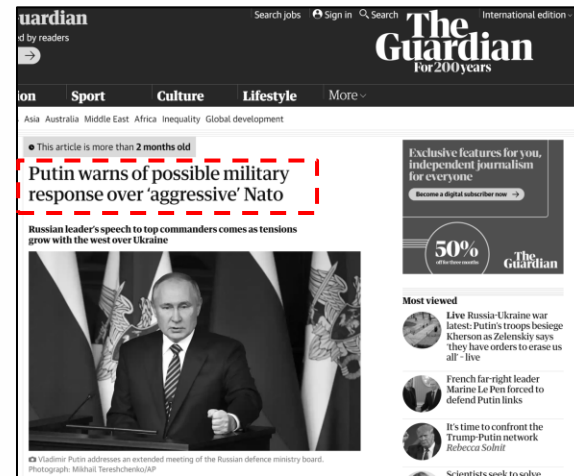 uardian
ed by readers
Search jobs
Sign in
Search
International edition
The
Guardian
For 200 years
ion
Sport
Culture
Lifestyle
More
Asia Australia Middle East Africa Inequality Global development
This article is more than 2 months old
Putin warns of possible military
response over ‘aggressive’ Nato
Russian leader’s speech to top commanders comes as tensions
grow with the west over Ukraine
Vladimir Putin addresses an extended meeting of the Russian defence ministry board.
Photograph: Mikhail Tereshchenko/AP
Exclusive features for you,
independent journalism
for everyone
Become a digital subscriber now
50%
off for three months
The
Guardian
Most viewed
Live Russia-Ukraine war
latest: Putin’s troops besiege
Kherson as Zelenskiy says
‘they have orders to erase us
all’ - live
French far-right leader
Marine Le Pen forced to
defend Putin links
It’s time to confront the
Trump-Putin network
Rebecca Solnit
Scientists seek to solve